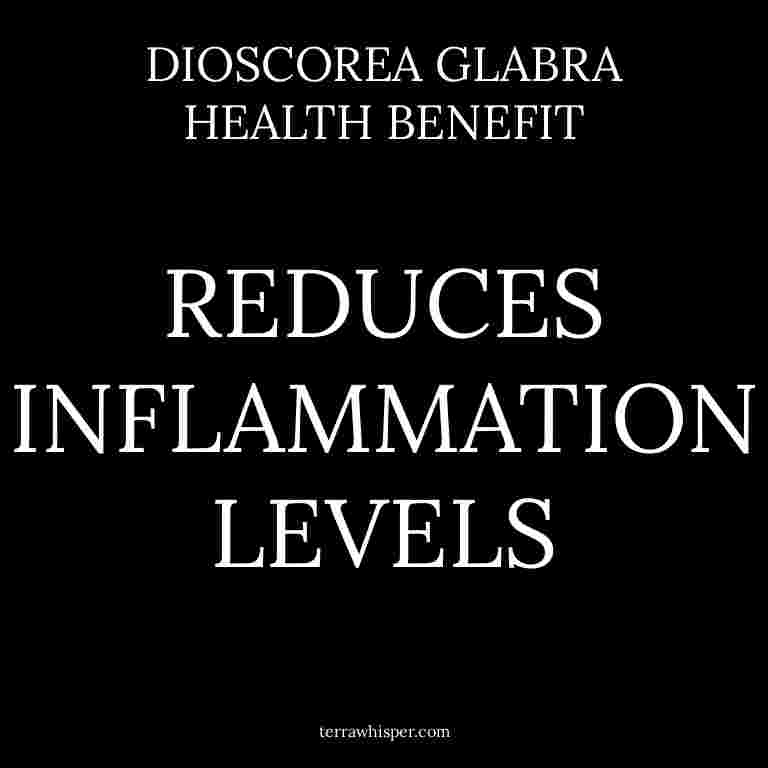 DIOSCOREA GLABRA
HEALTH BENEFIT
REDUCES
INFLAMMATION
LEVELS
terrawhisper.com